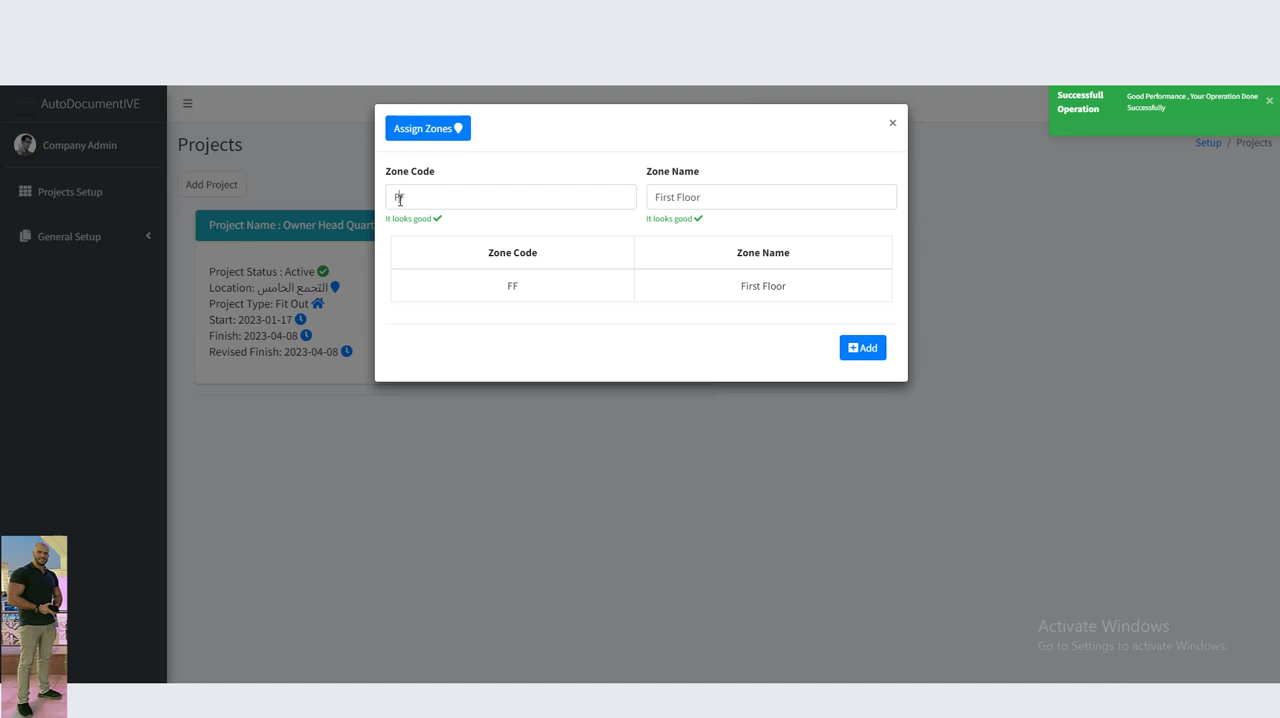 AutoDocumentIVE
Company Admin
Projects Setup
General Setup
Projects
Add Project
Project Name : Owner Head Quart
Project Status : Active
Location: التجمع الخامس
Project Type: Fit Out
Start: 2023-01-17
Finish: 2023-04-08
Revised Finish: 2023-04-08
Assign Zones
×
Zone Code
Zone Name
FF
First Floor
It looks good
It looks good
Zone Code
Zone Name
FF
First Floor
Add
Successfull
Operation
Good Performance , Your Opreration Done
Successfully
×
Setup / Projects
Activate Windows
Go to Settings to activate Windows.